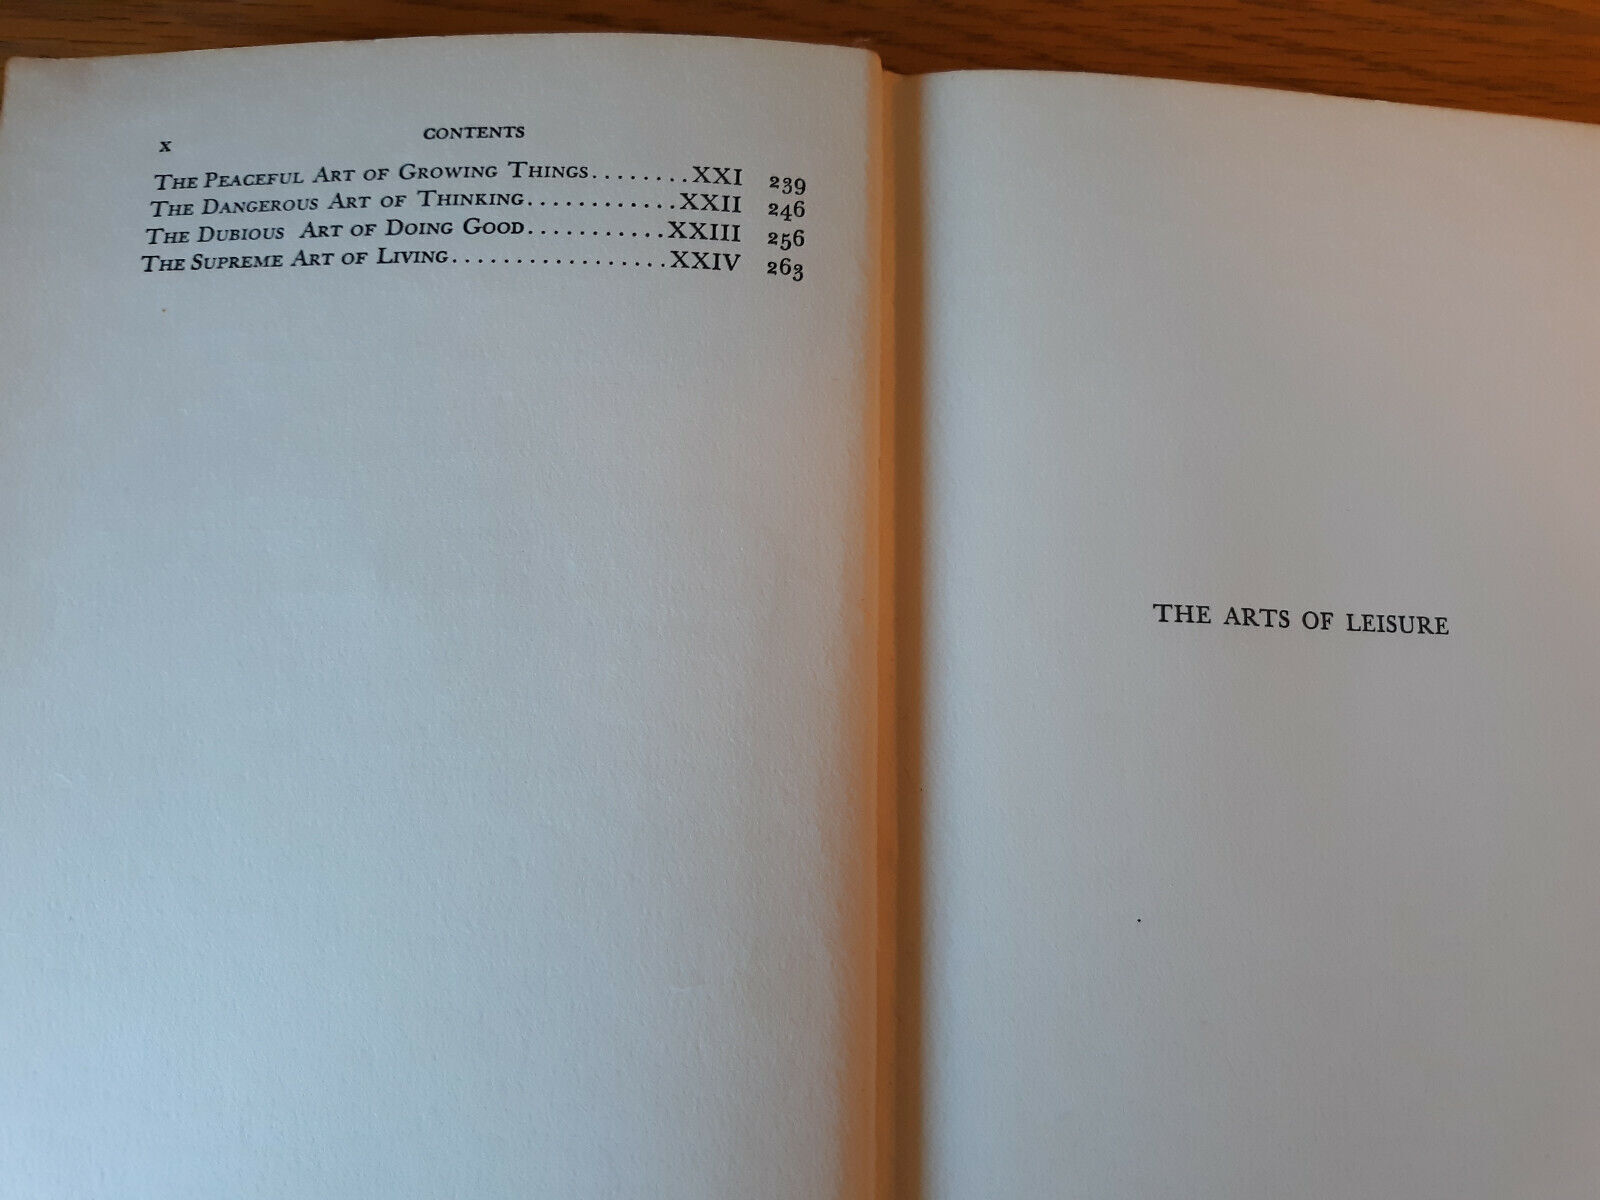 x CONTENTS
THE PEACEFUL ART OF GROWING THINGS........XXI 239
THE DANGEROUS ART OF THINKING............XXII 246
THE DUBIOUS ART OF DOING GOOD...........XXIII 256
THE SUPREME ART OF LIVING.................XXIV 263
THE ARTS OF LEISURE